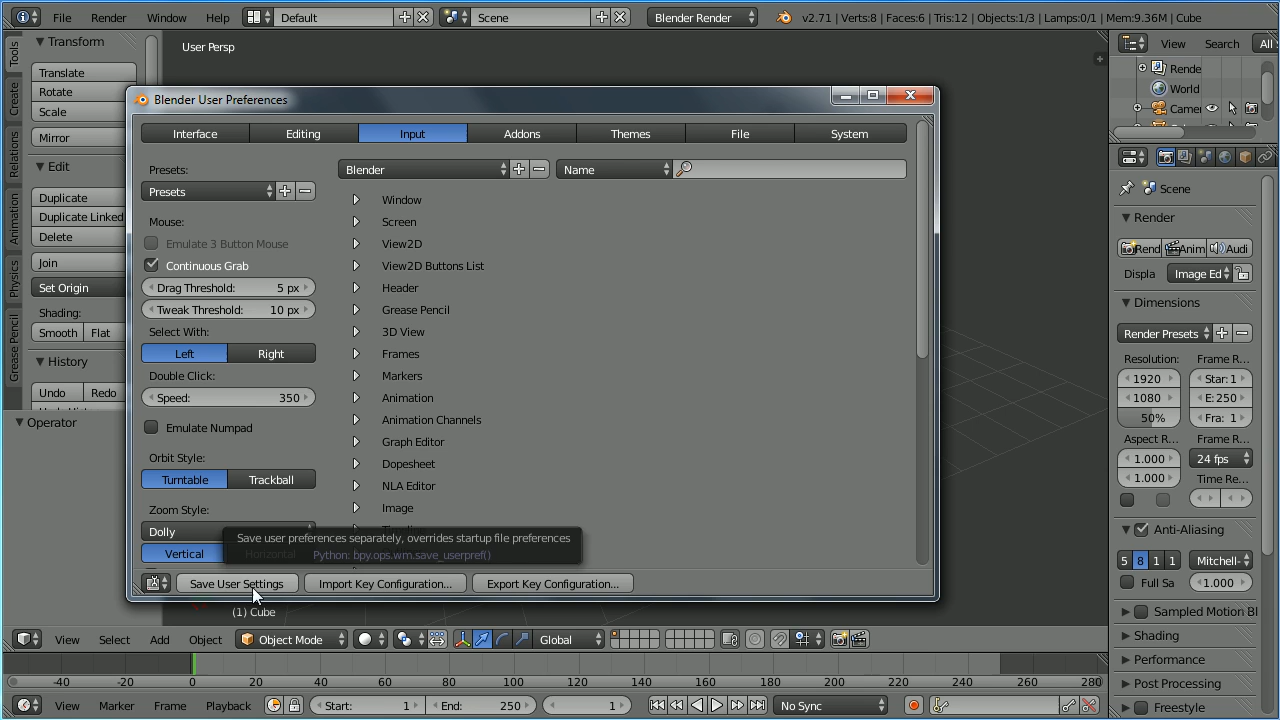 File Render Window Help Default Scene Blender Render v2.71 | Verts:8 | Faces:6 | Tris:12 | Objects:1/3 | Lamps:0/1 | Mem:9.36M | Cube
Tools
Create
Relations
Animation
Physics
Grease Pencil
Transform
Translate
Rotate
Scale
Mirror
Edit
Duplicate
Duplicate Linked
Delete
Join
Set Origin
Shading:
Smooth Flat
History
Undo Redo
Operator
User Persp
Blender User Preferences
Interface Editing Input Addons Themes File System
Presets:
Presets
Mouse:
Emulate 3 Button Mouse
Continuous Grab
Drag Threshold: 5 px
Tweak Threshold: 10 px
Select With:
Left Right
Double Click:
Speed: 350
Emulate Numpad
Orbit Style:
Turntable Trackball
Zoom Style:
Dolly
Vertical Horizontal
Blender Name
Window
Screen
View2D
View2D Buttons List
Header
Grease Pencil
3D View
Frames
Markers
Animation
Animation Channels
Graph Editor
Dopesheet
NLA Editor
Image
Save user preferences separately, overrides startup file preferences
Python: bpy.ops.wm.save_userpref()
Save User Settings Import Key Configuration... Export Key Configuration...
(1) Cube
View Select Add Object Object Mode Global
-40 -20 0 20 40 60 80 100 120 140 160 180 200 220 240 260 280
View Marker Frame Playback Start: 1 End: 250 1 No Sync
View Search All
Rende
World
Camer
Scene
Render
Rend Anim Audi
Displa Image Ed
Dimensions
Render Presets
Resolution: Frame R...
1920 Star: 1
1080 E: 250
50% Fra: 1
Aspect R... Frame R...
1.000 24 fps
1.000 Time Re...
Anti-Aliasing
5 8 1 1 Mitchell-
Full Sa 1.000
Sampled Motion Bl
Shading
Performance
Post Processing
Freestyle